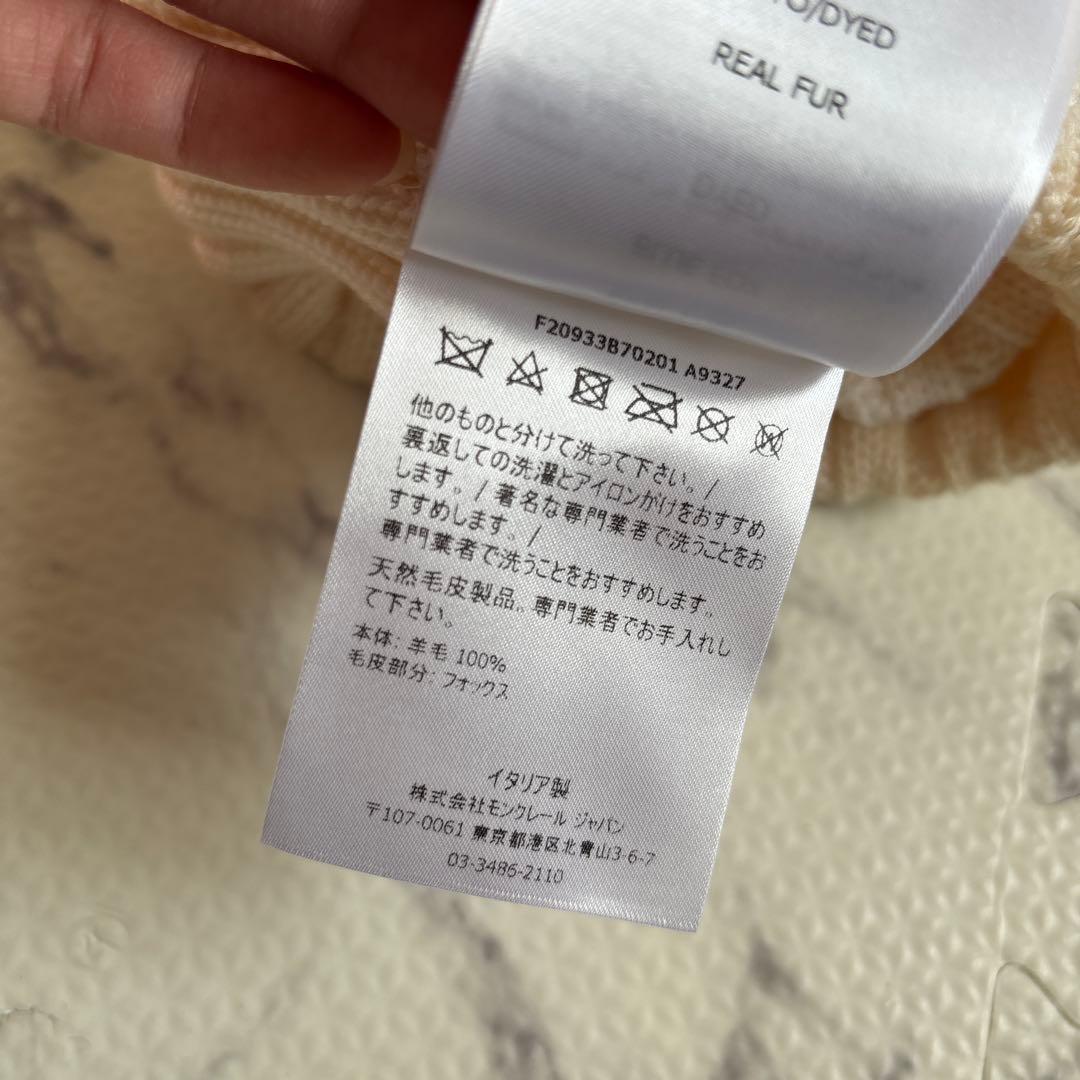 /DYED
REAL FUR
F20933B70201 A9327
他のものと分けて洗って下さい。/
裏返しての洗濯とアイロンがけをおすすめ
します。/ 著名な専門業者で洗うことをお
すすめします。/
専門業者で洗うことをおすすめします。
天然毛皮製品。専門業者でお手入れし
て下さい。
本体: 羊毛 100%
毛皮部分: フォックス
イタリア製
株式会社モンクレール ジャパン
〒107-0061 東京都港区北青山3-6-7
03-3486-2110